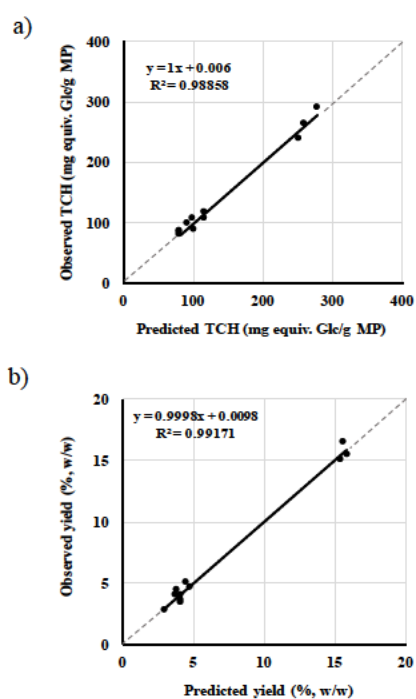 a)
400
300
200
100
0
y = 1x + 0.006
R² = 0.98858
Observed TCH (mg equiv. Glc/g MP)
0 100 200 300 400
Predicted TCH (mg equiv. Glc/g MP)
b)
20
15
10
5
0
y = 0.9998x + 0.0098
R² = 0.99171
Observed yield (%, w/w)
0 5 10 15 20
Predicted yield (%, w/w)